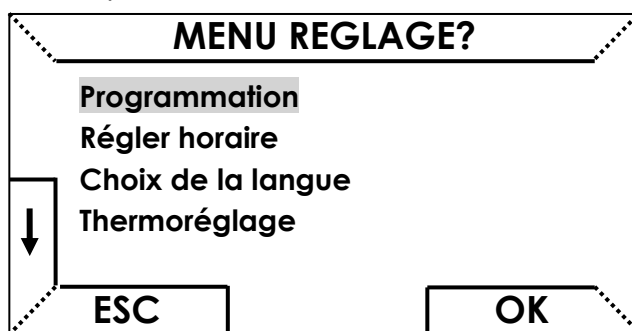 MENU REGLAGE?
Programmation
Régler horaire
Choix de la langue
Thermoréglage
ESC
OK